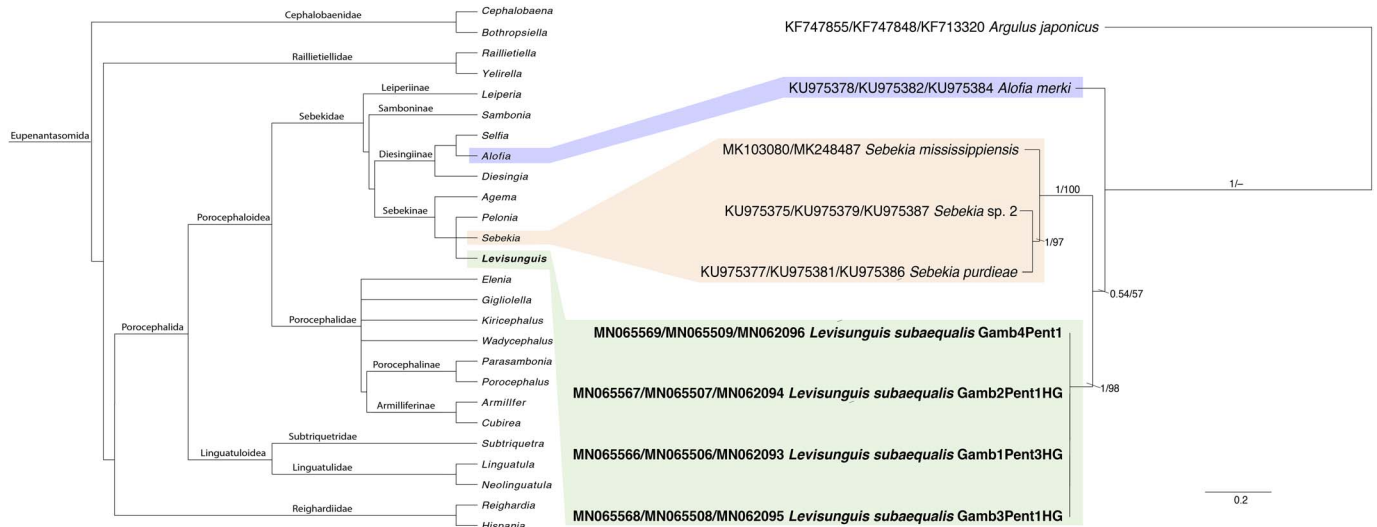 Cephalobaenidae
Cephalobaena
Bothropsiella
Raillietiellidae
Raillietiella
Yelirella
Eupenantasomida
Leiperiinae
Leiperia
Sebekidae
Samboniinae
Sambonia
Selfia
Diesingiinae
Alofia
Diesingia
Agema
Sebekinae
Pelonia
Porocephaloidea
Sebekia
Levisunguis
Elenia
Gigliolella
Porocephalidae
Kiricephalus
Porocephalida
Wadycephalus
Parasambonia
Porocephalinae
Porocephalus
Armillfer
Armilliferinae
Cubirea
Subtriquetridae
Subtriquetra
Linguatuloidea
Linguatulidae
Linguatula
Neolinguatula
Reighardiidae
Reighardia
Hispania
KF747855/KF747848/KF713320 Argulus japonicus
KU975378/KU975382/KU975384 Alofia merki
MK103080/MK248487 Sebekia mississippiensis
1/100
1/–
KU975375/KU975379/KU975387 Sebekia sp. 2
1/97
KU975377/KU975381/KU975386 Sebekia purdieae
0.54/57
MN065569/MN065509/MN062096 Levisunguis subaequalis Gamb4Pent1
1/98
MN065567/MN065507/MN062094 Levisunguis subaequalis Gamb2Pent1HG
MN065566/MN065506/MN062093 Levisunguis subaequalis Gamb1Pent3HG
MN065568/MN065508/MN062095 Levisunguis subaequalis Gamb3Pent1HG
0.2